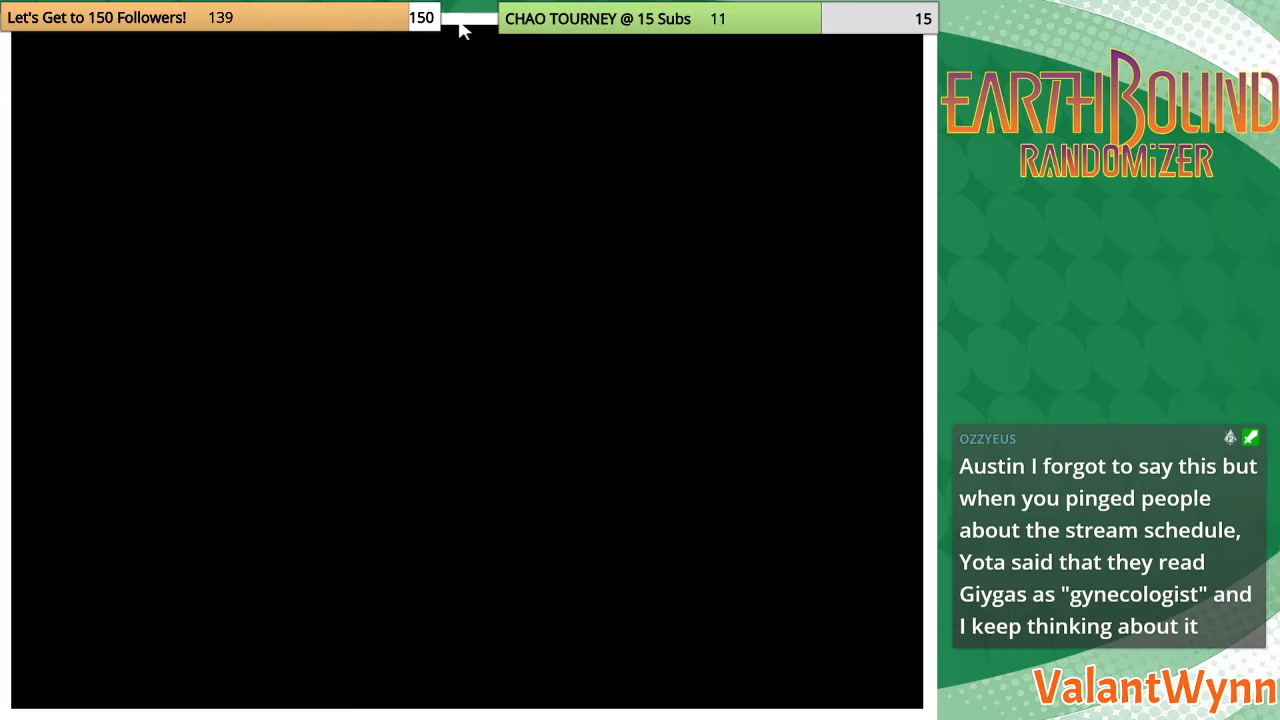 Let's Get to 150 Followers! 139 150
CHAO TOURNEY @ 15 Subs 11 15
EARTHBOUND
RANDOMiZER
OZZYEUS
Austin I forgot to say this but
when you pinged people
about the stream schedule,
Yota said that they read
Giygas as "gynecologist" and
I keep thinking about it
ValantWynn